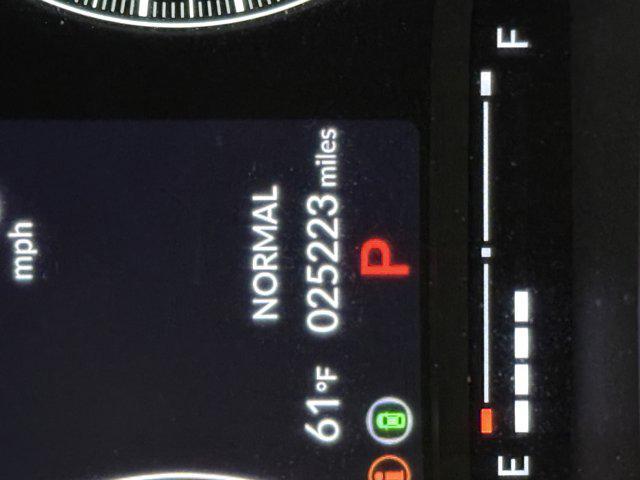 mph
NORMAL
61°F 025223 miles
P
E F